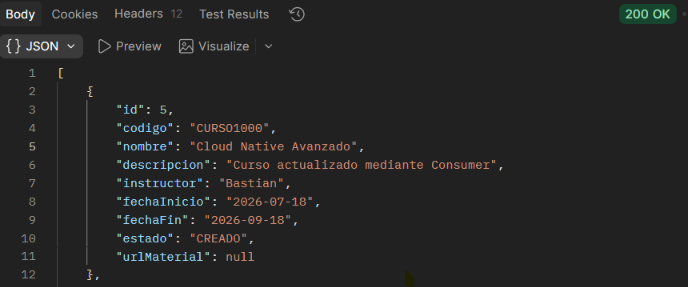 Body Cookies Headers 12 Test Results 200 OK
{} JSON Preview Visualize
1 [
2 {
3 "id": 5,
4 "codigo": "CURSO1000",
5 "nombre": "Cloud Native Avanzado",
6 "descripcion": "Curso actualizado mediante Consumer",
7 "instructor": "Bastian",
8 "fechaInicio": "2026-07-18",
9 "fechaFin": "2026-09-18",
10 "estado": "CREADO",
11 "urlMaterial": null
12 },